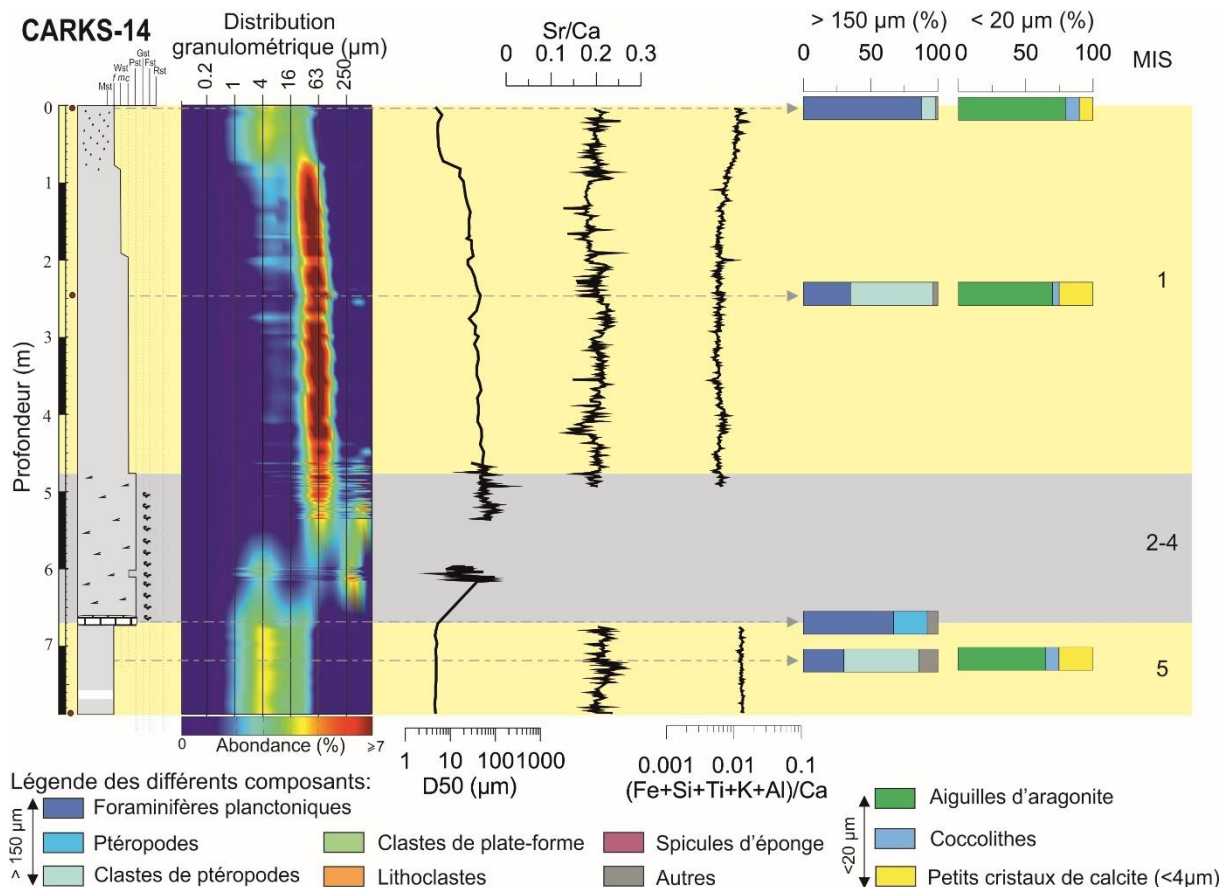 CARKS-14
Distribution
granulométrique (µm)
Sr/Ca
> 150 µm (%)
< 20 µm (%)
MIS
Mst
Wst
f mc
Pst
Gst
Fst
Rst
0.2
1
4
16
63
250
0 0.1 0.2 0.3
0 50 100
0 50 100
Profondeur (m)
0
1
2
3
4
5
6
7
1
2-4
5
0 Abondance (%) ≥7
1 10 100 1000
D50 (µm)
0.001 0.01 0.1
(Fe+Si+Ti+K+Al)/Ca
Légende des différents composants:
> 150 µm
Foraminifères planctoniques
Ptéropodes
Clastes de ptéropodes
Clastes de plate-forme
Lithoclastes
Spicules d'éponge
Autres
<20 µm
Aiguilles d'aragonite
Coccolithes
Petits cristaux de calcite (<4µm)